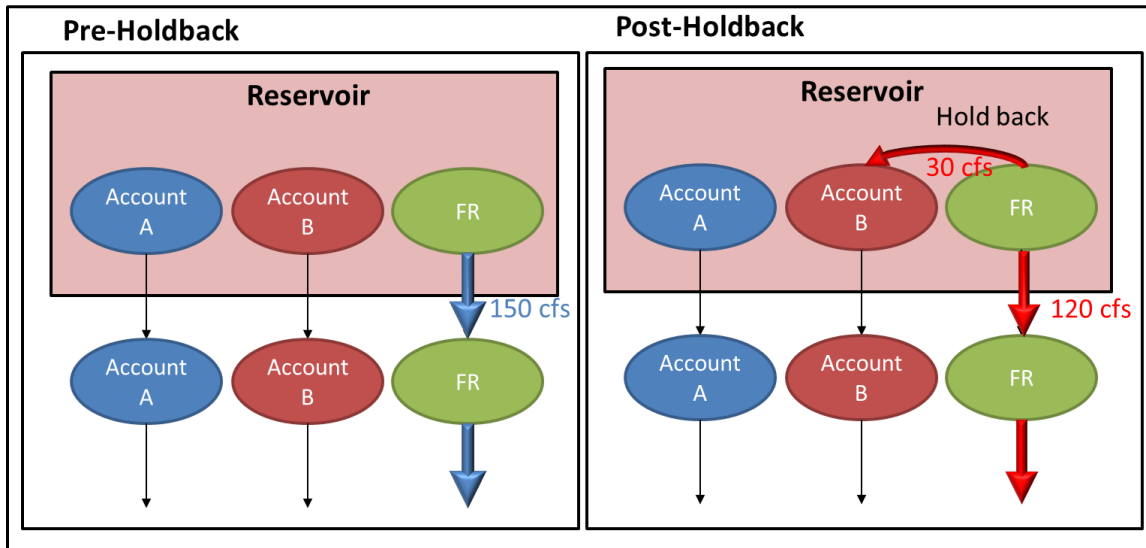 Pre-Holdback
Reservoir
Account
A
Account
B
FR
150 cfs
Account
A
Account
B
FR
Post-Holdback
Reservoir
Hold back
30 cfs
Account
A
Account
B
FR
120 cfs
Account
A
Account
B
FR